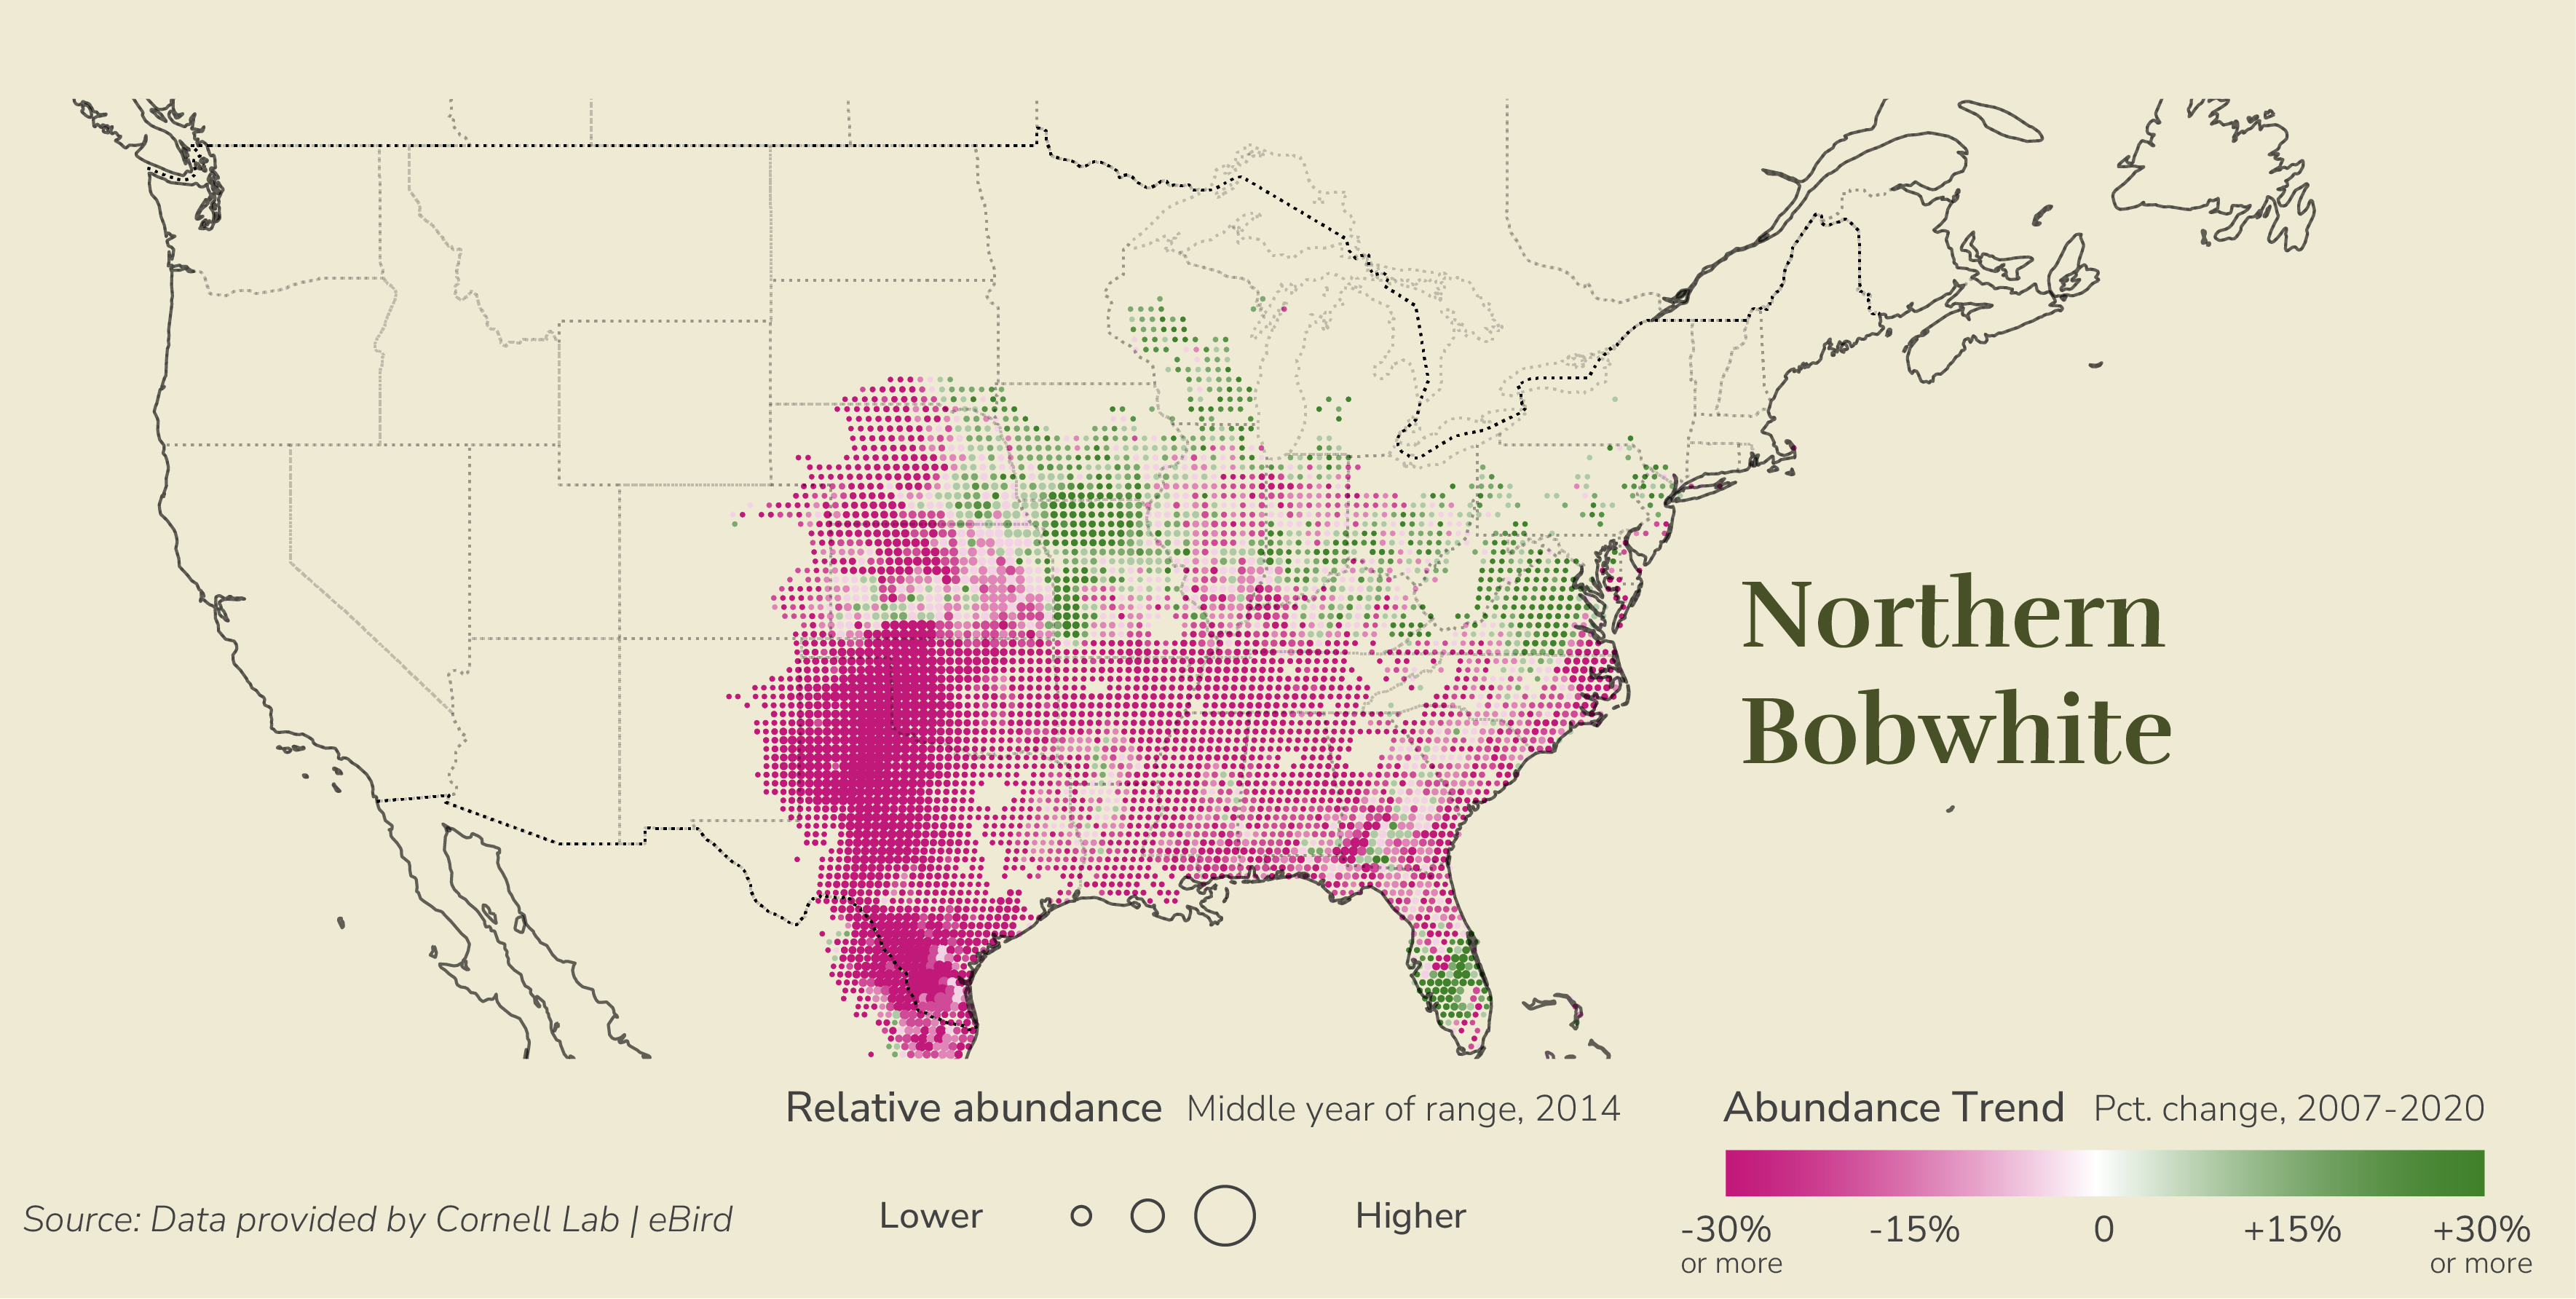 Northern
Bobwhite
Relative abundance Middle year of range, 2014
Abundance Trend Pct. change, 2007-2020
Source: Data provided by Cornell Lab | eBird
Lower Higher
-30% -15% 0 +15% +30%
or more or more